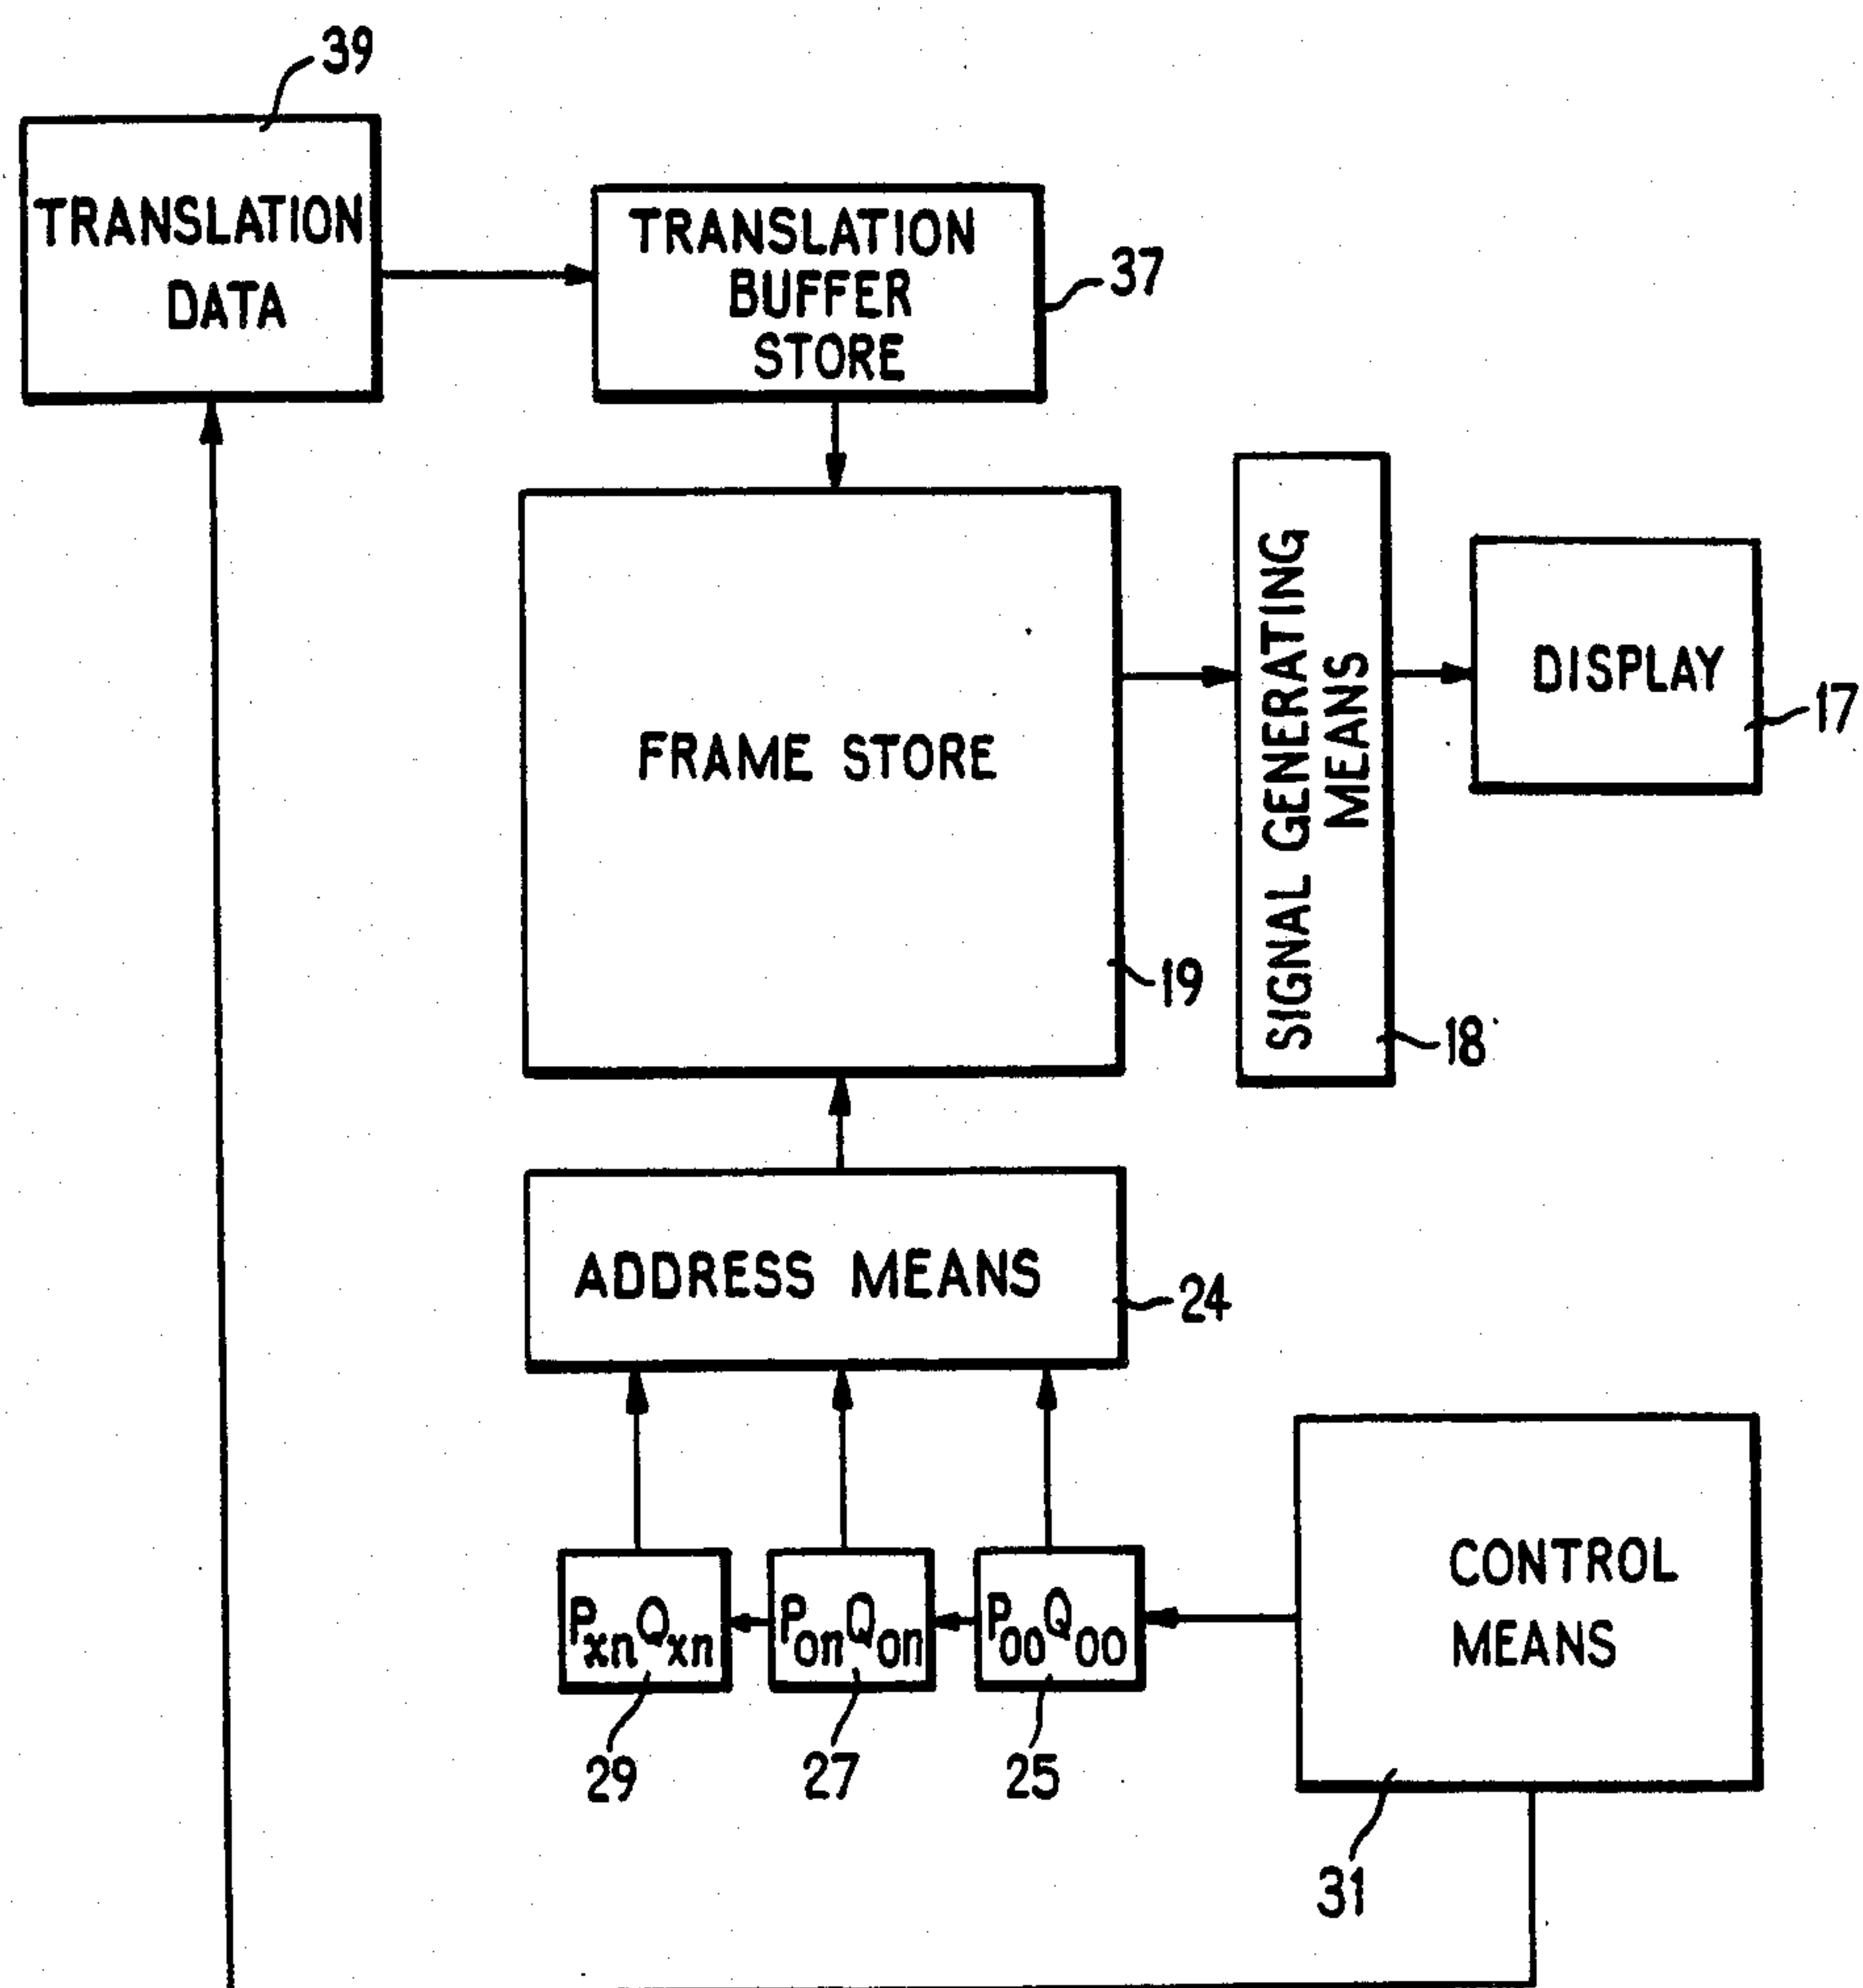 39
TRANSLATION
DATA
TRANSLATION
BUFFER
STORE
37
FRAME STORE
19
SIGNAL GENERATING
MEANS
18
DISPLAY
17
ADDRESS MEANS
24
PxnQxn
PonQon
PooQoo
29
27
25
CONTROL
MEANS
31